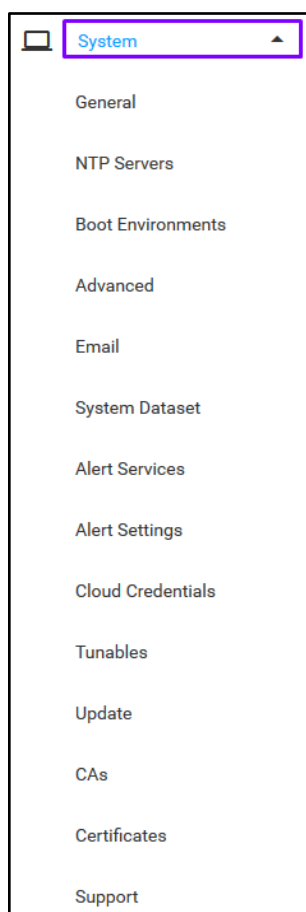 System
General
NTP Servers
Boot Environments
Advanced
Email
System Dataset
Alert Services
Alert Settings
Cloud Credentials
Tunables
Update
CAs
Certificates
Support